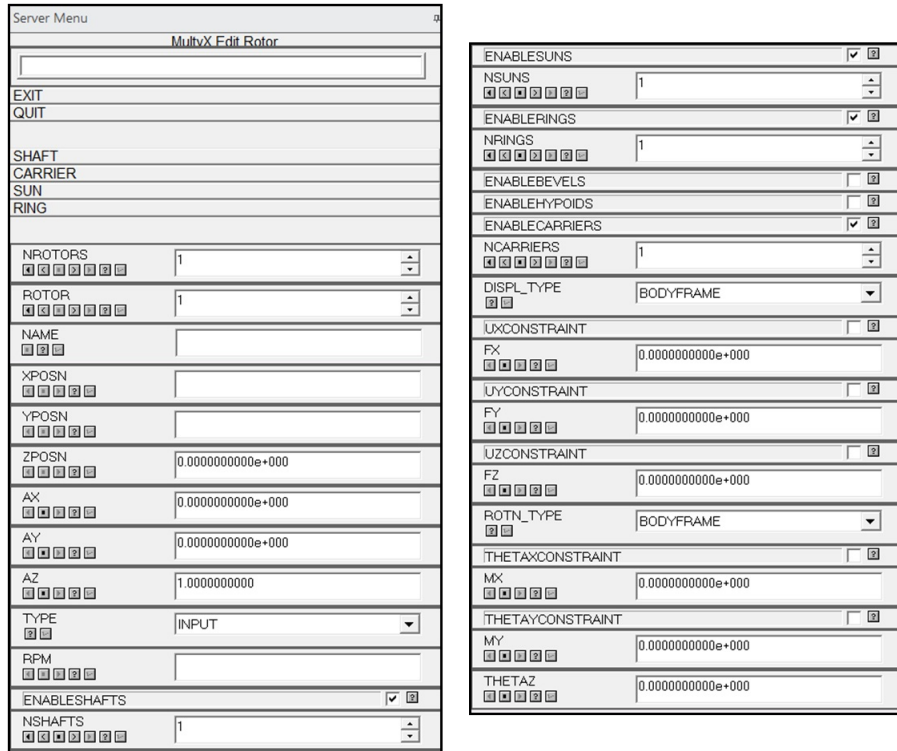 Server Menu
MultyX Edit Rotor
EXIT
QUIT
SHAFT
CARRIER
SUN
RING
NROTORS
1
ROTOR
1
NAME
XPOSN
YPOSN
ZPOSN
0.0000000000e+000
AX
0.0000000000e+000
AY
0.0000000000e+000
AZ
1.0000000000
TYPE
INPUT
RPM
ENABLESHAFTS
NSHAFTS
1
ENABLESUNS
NSUNS
1
ENABLERINGS
NRINGS
1
ENABLEBEVELS
ENABLEHYPOIDS
ENABLECARRIERS
NCARRIERS
1
DISPL_TYPE
BODYFRAME
UXCONSTRAINT
FX
0.0000000000e+000
UYCONSTRAINT
FY
0.0000000000e+000
UZCONSTRAINT
FZ
0.0000000000e+000
ROTN_TYPE
BODYFRAME
THETAXCONSTRAINT
MX
0.0000000000e+000
THETAYCONSTRAINT
MY
0.0000000000e+000
THETAZ
0.0000000000e+000